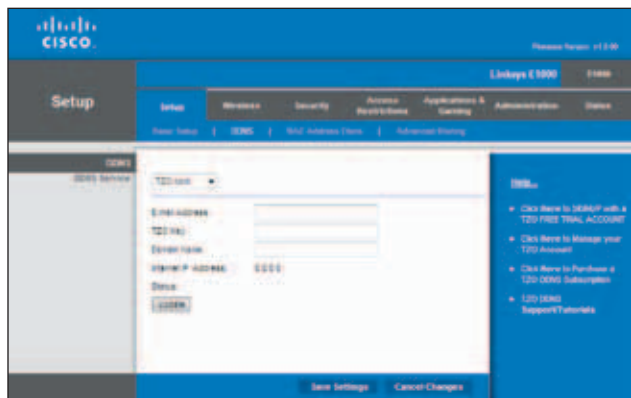 CISCO
Firmware Version: v1.0.00
Linksys E1000 E1000
Setup
Setup Wireless Security Access Restrictions Applications & Gaming Administration Status
Basic Setup | DDNS | MAC Address Clone | Advanced Routing
DDNS
DDNS Service
TZO.com
E-mail Address:
TZO Key:
Domain Name:
Internet IP Address: 0.0.0.0
Status:
Update
Help...
Click Here to SIGNUP with a TZO FREE TRIAL ACCOUNT
Click Here to Manage your TZO Account
Click Here to Purchase a TZO DDNS Subscription
TZO DDNS Support/Tutorials
Save Settings Cancel Changes